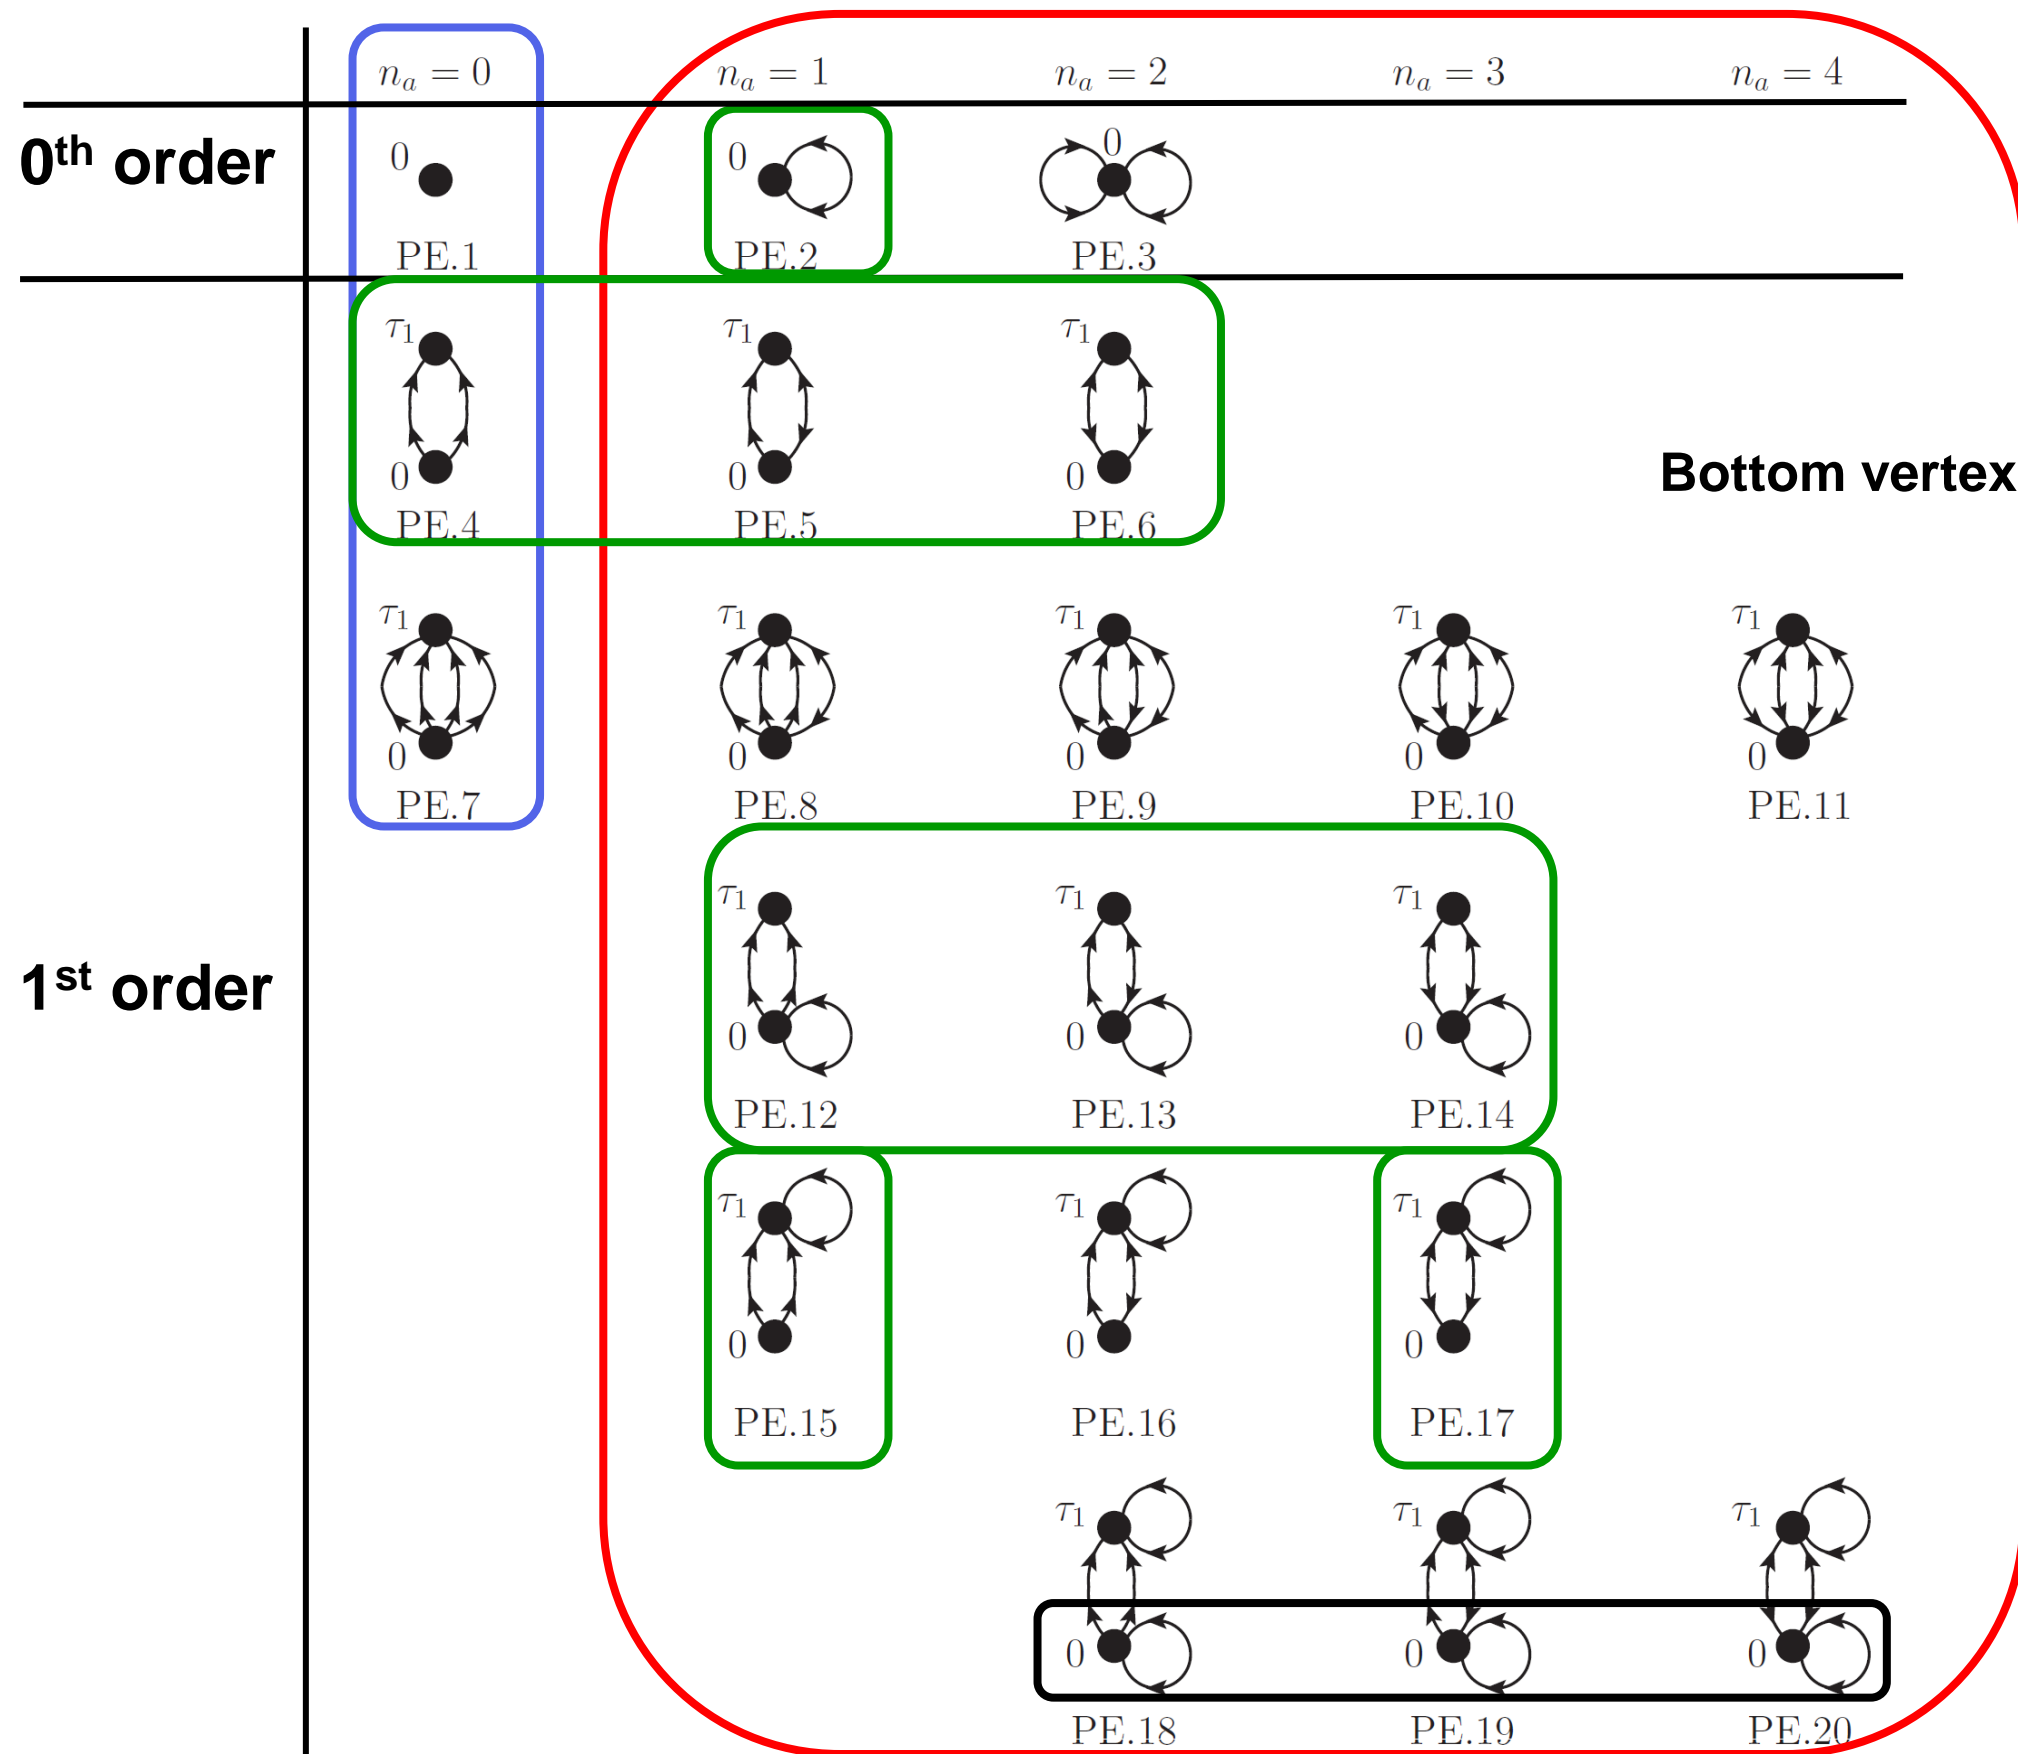 n_a = 0 n_a = 1 n_a = 2 n_a = 3 n_a = 4
0th order
0 0 0
PE.1 PE.2 PE.3
τ1 τ1 τ1
0 0 0
Bottom vertex
PE.4 PE.5 PE.6
τ1 τ1 τ1 τ1 τ1
0 0 0 0 0
PE.7 PE.8 PE.9 PE.10 PE.11
τ1 τ1 τ1
1st order
0 0 0
PE.12 PE.13 PE.14
τ1 τ1 τ1
0 0 0
PE.15 PE.16 PE.17
τ1 τ1 τ1
0 0 0
PE.18 PE.19 PE.20